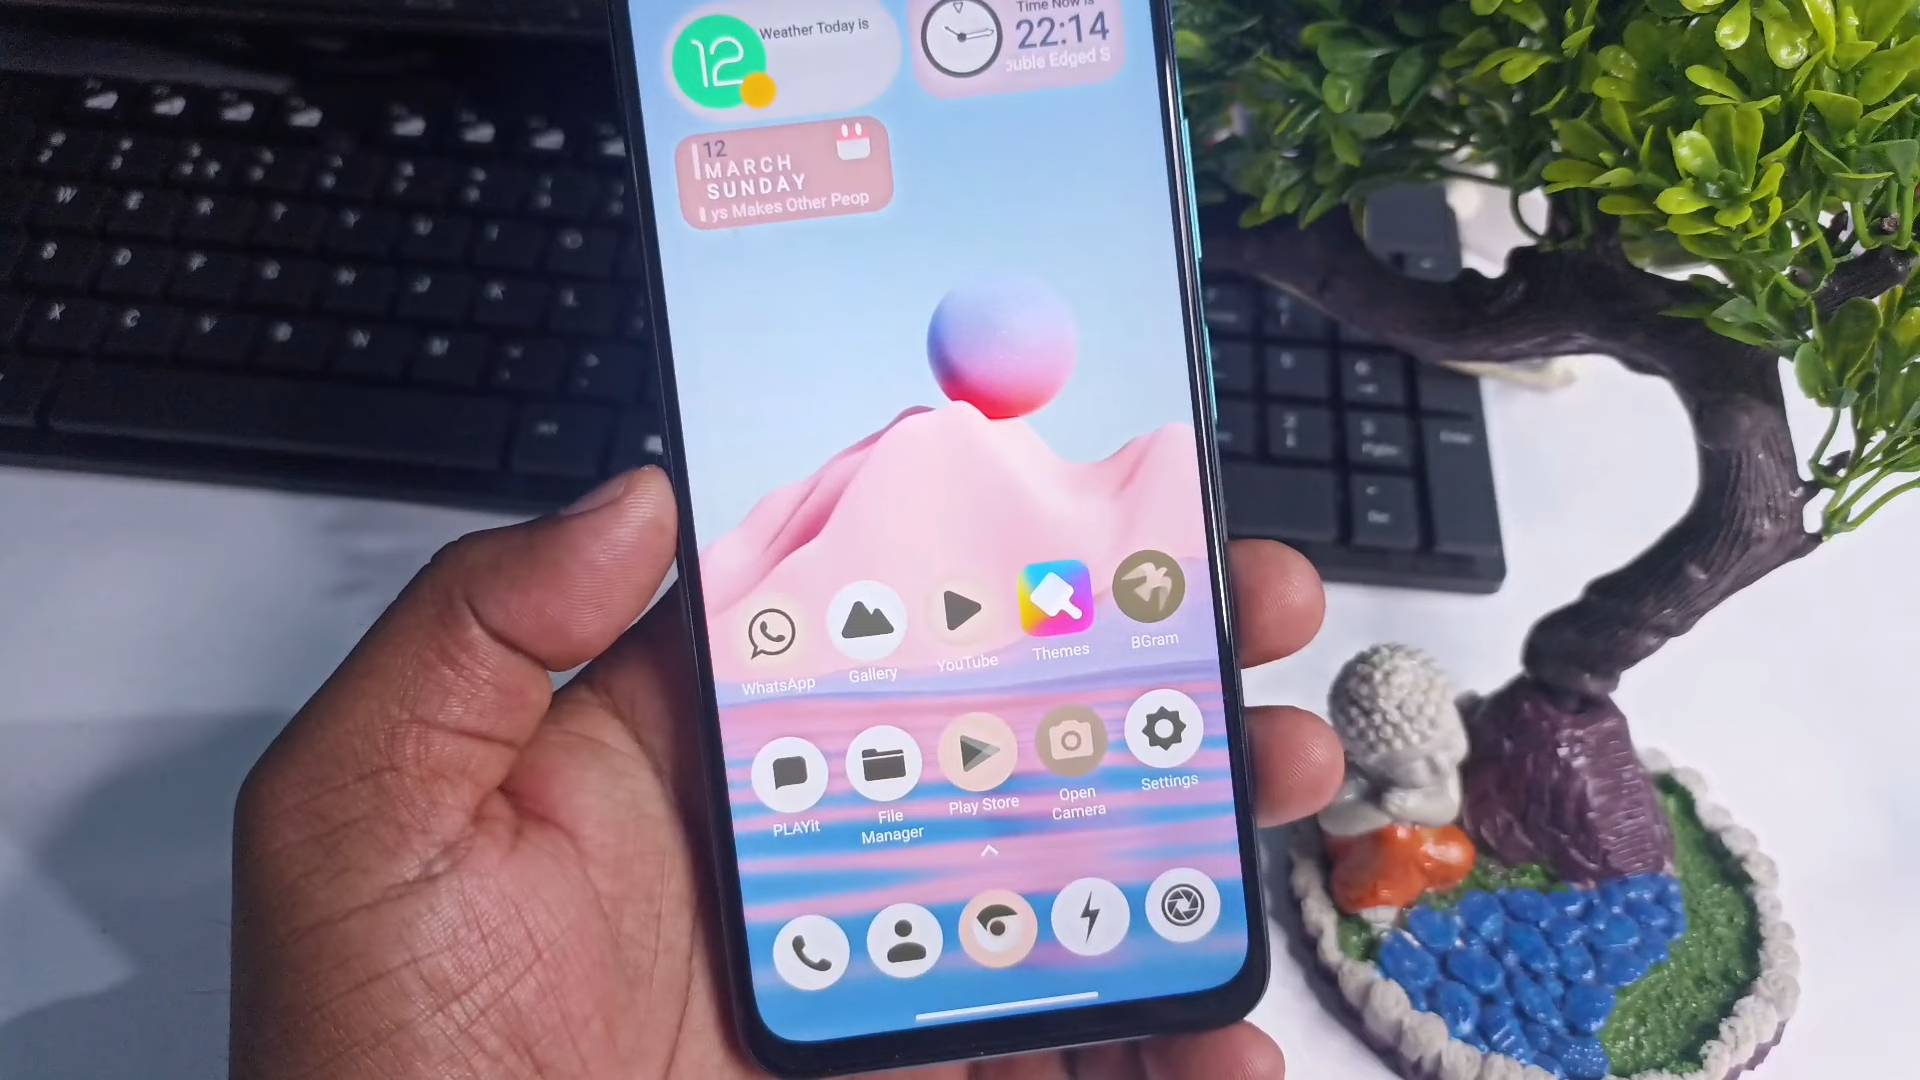 12
Weather Today is
Time Now is
22:14
uble Edged S
12
MARCH
SUNDAY
ys Makes Other Peop
WhatsApp
Gallery
YouTube
Themes
BGram
PLAYit
File
Manager
Play Store
Open
Camera
Settings
W
E
R
T
Y
U
I
O
S
D
F
G
H
J
K
L
X
C
V
B
N
M
Enter